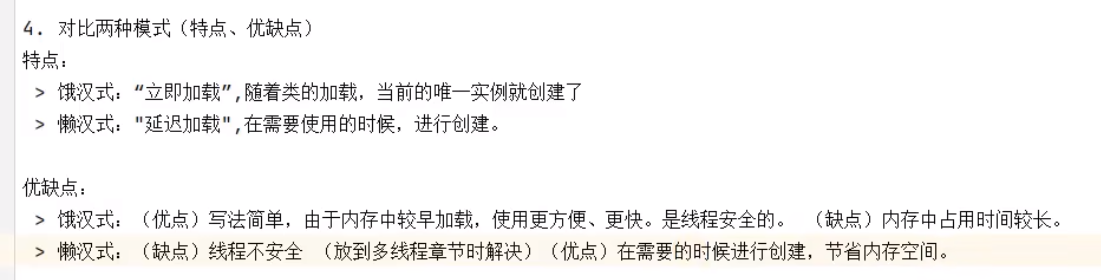 4. 对比两种模式（特点、优缺点）
特点：
> 饿汉式：“立即加载”,随着类的加载，当前的唯一实例就创建了
> 懒汉式："延迟加载",在需要使用的时候，进行创建。
优缺点：
> 饿汉式：（优点）写法简单，由于内存中较早加载，使用更方便、更快。是线程安全的。 （缺点）内存中占用时间较长。
> 懒汉式：（缺点）线程不安全 （放到多线程章节时解决）（优点）在需要的时候进行创建，节省内存空间。